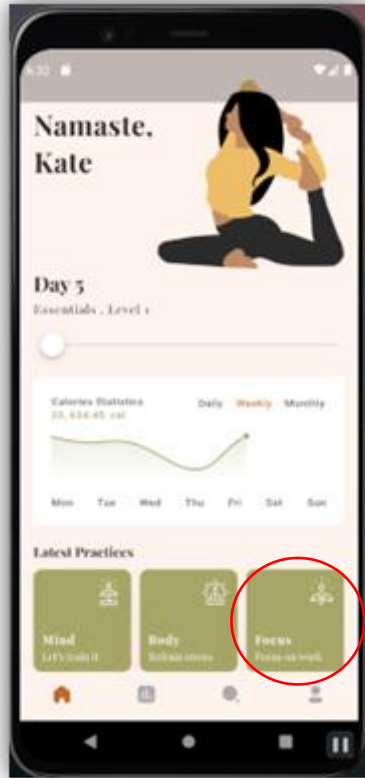 Namaste,
Kate
Day 5
Essentials . Level 1
Calories Statistics
Daily Weekly Monthly
Mon Tue Wed Thu Fri Sat Sun
Latest Practices
Mind
Let's train it
Body
Focus
Focus on work